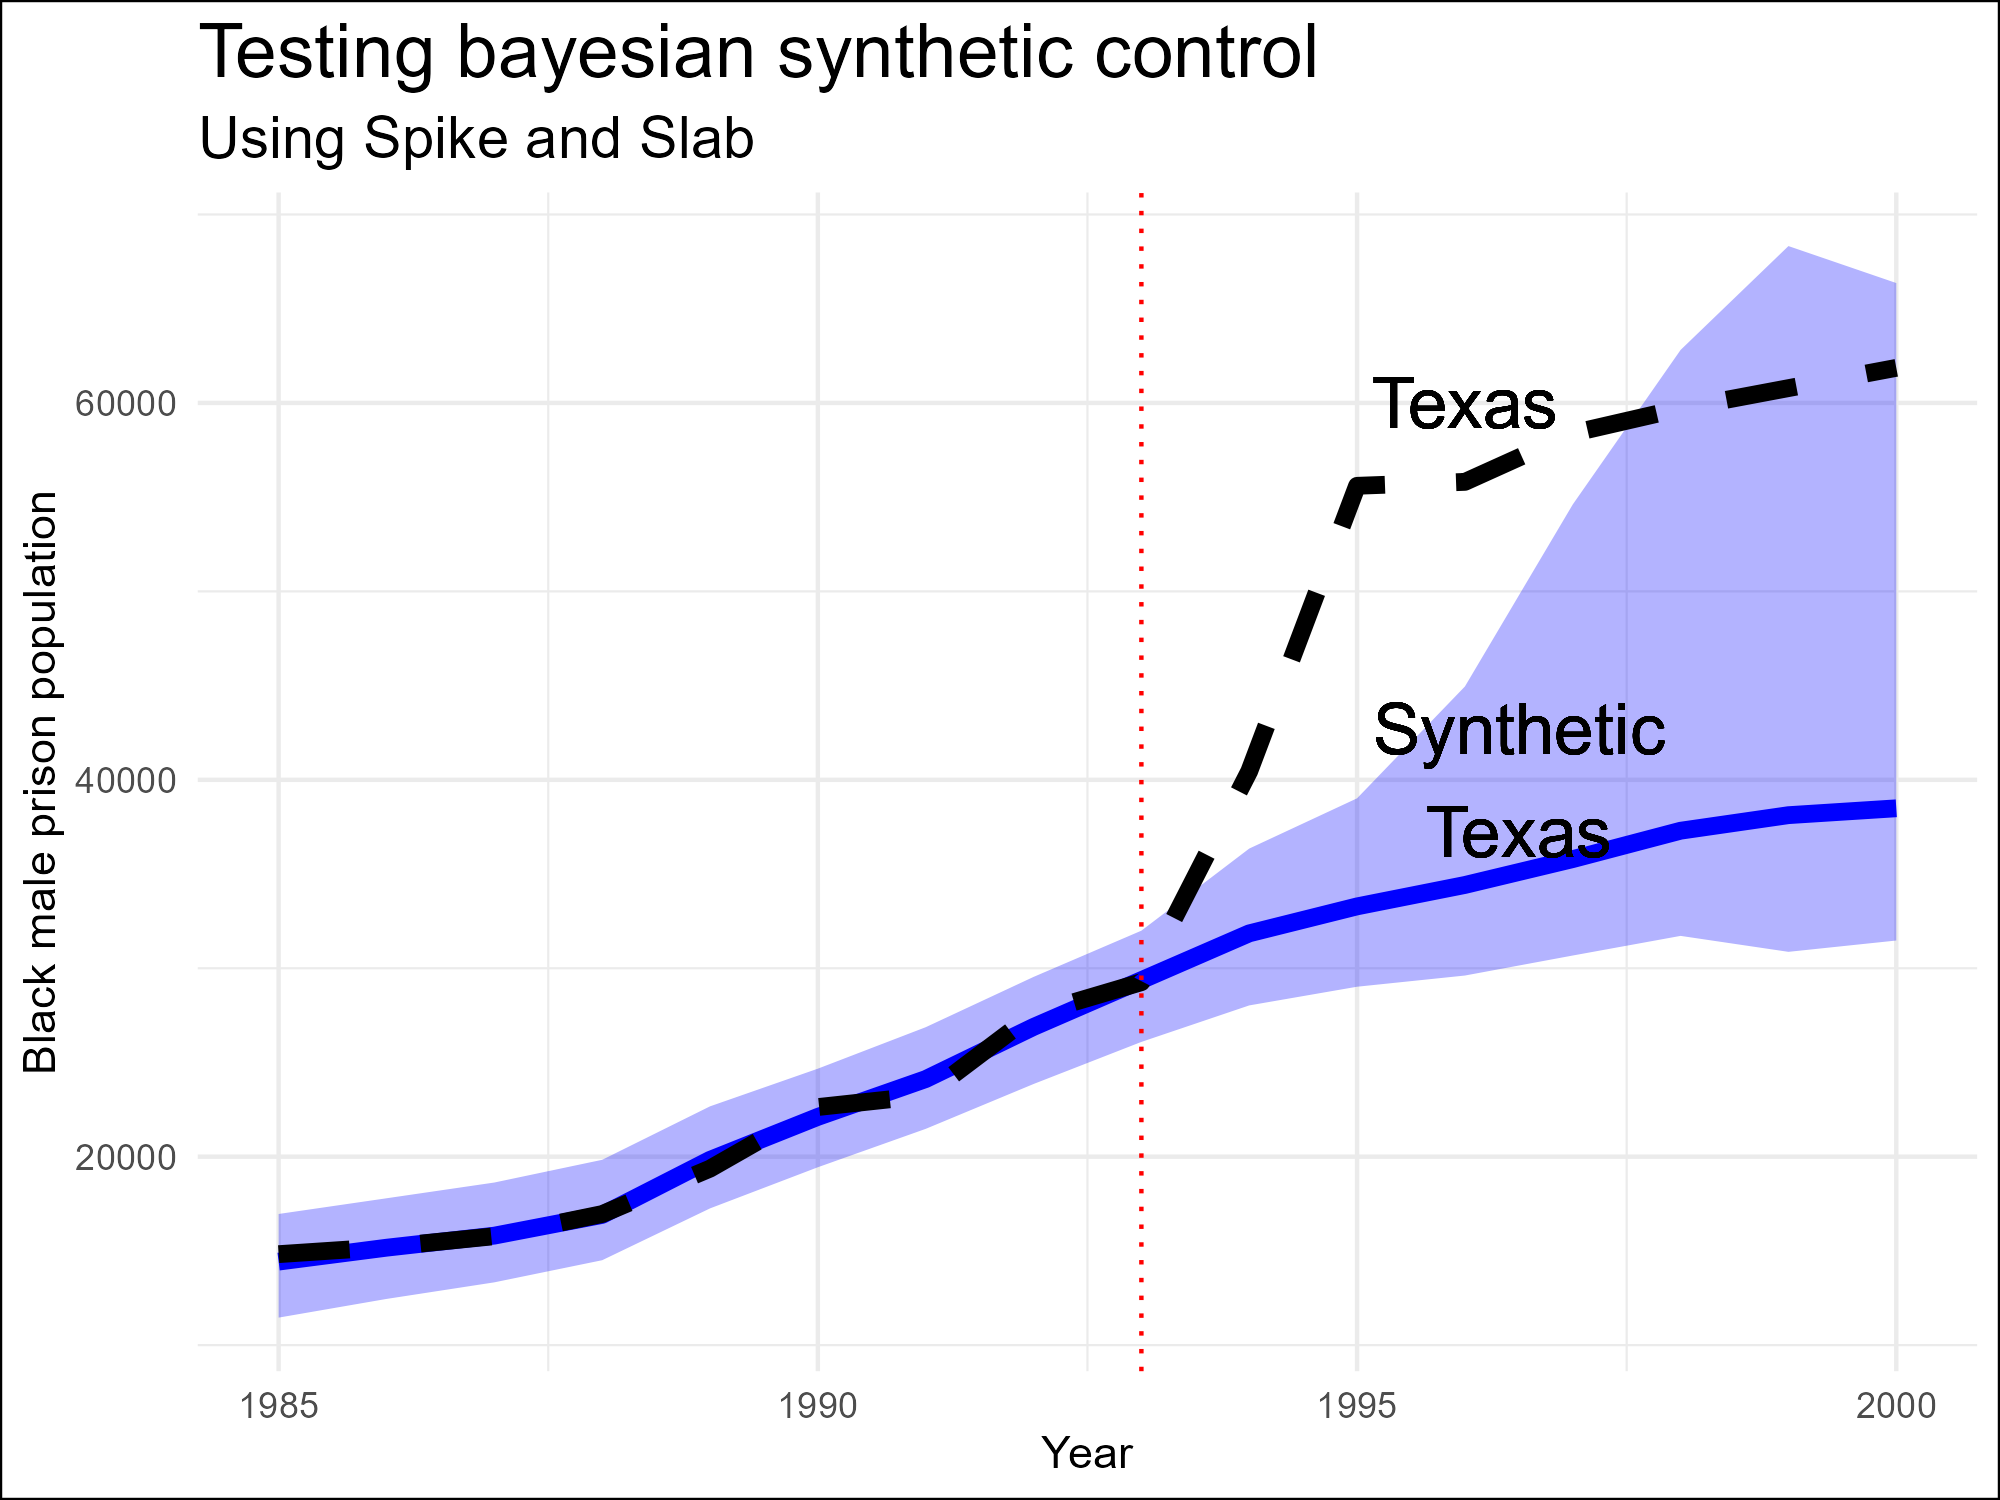 Testing bayesian synthetic control
Using Spike and Slab
Black male prison population
60000
40000
20000
Texas
Synthetic
Texas
1985
1990
1995
2000
Year